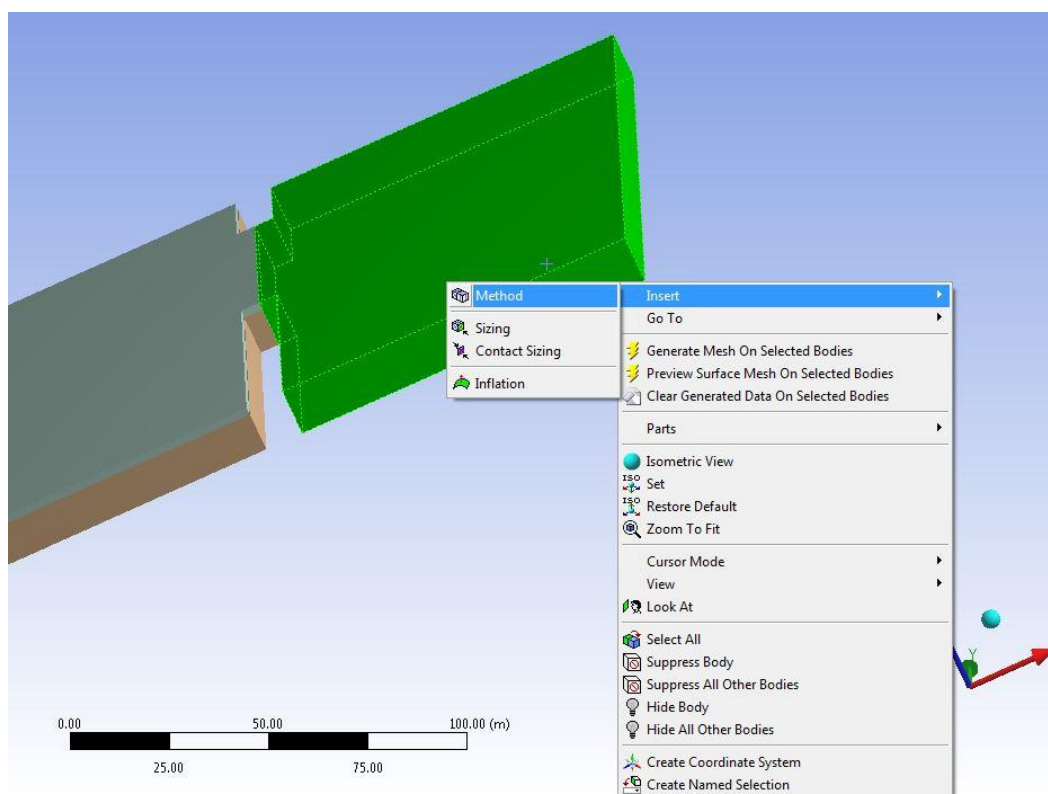 Method
Sizing
Contact Sizing
Inflation
Insert
Go To
Generate Mesh On Selected Bodies
Preview Surface Mesh On Selected Bodies
Clear Generated Data On Selected Bodies
Parts
Isometric View
ISO Set
ISO Restore Default
Zoom To Fit
Cursor Mode
View
Look At
Select All
Suppress Body
Suppress All Other Bodies
Hide Body
Hide All Other Bodies
Create Coordinate System
Create Named Selection
Y
0.00 50.00 100.00 (m)
25.00 75.00